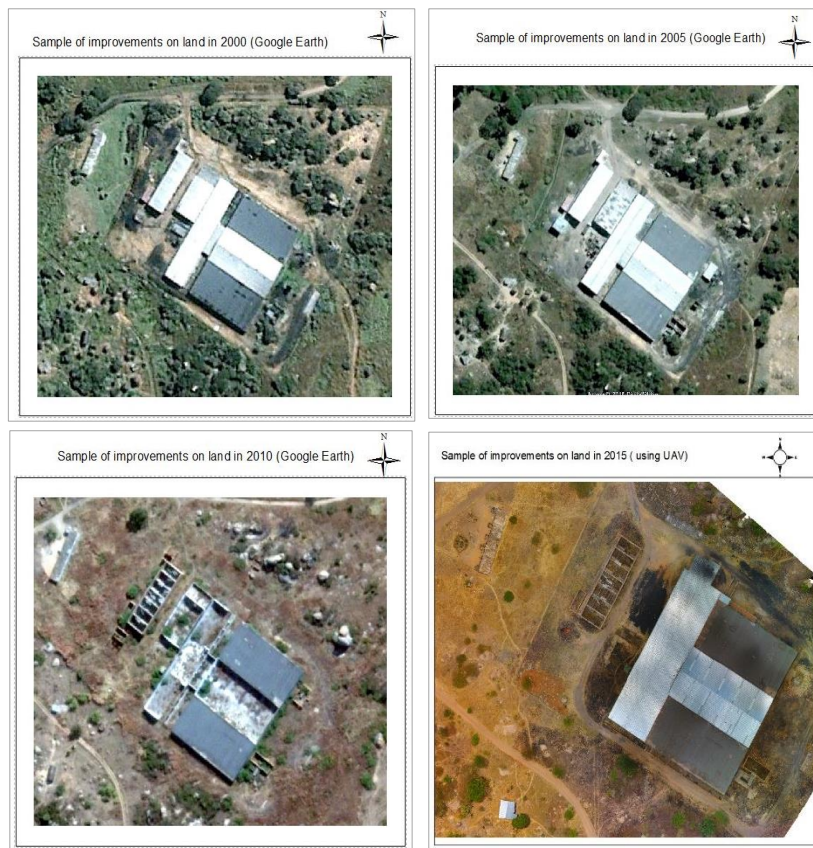 N
Sample of improvements on land in 2000 (Google Earth)
N
Sample of improvements on land in 2005 (Google Earth)
N
Sample of improvements on land in 2010 (Google Earth)
Sample of improvements on land in 2015 ( using UAV)